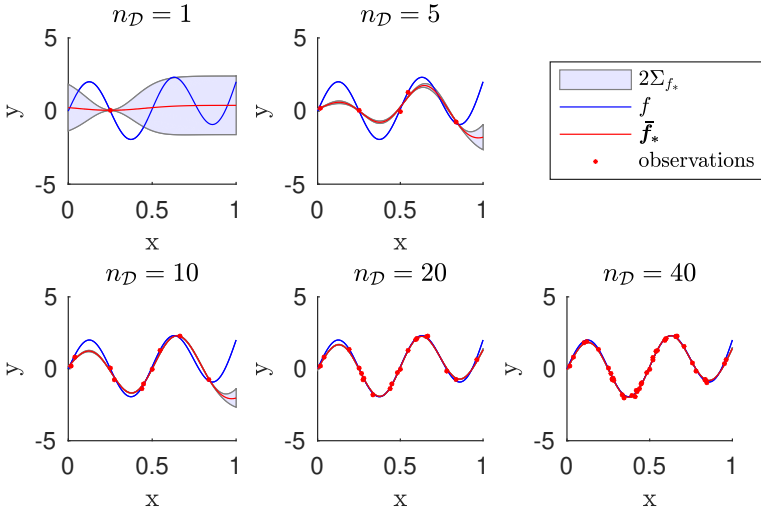 n_𝒟 = 1
5
0
-5
y
0
0.5
1
x
n_𝒟 = 5
5
0
-5
y
0
0.5
1
x
2Σ_{f_*}
f
f̄_*
observations
n_𝒟 = 10
5
0
-5
y
0
0.5
1
x
n_𝒟 = 20
5
0
-5
y
0
0.5
1
x
n_𝒟 = 40
5
0
-5
y
0
0.5
1
x